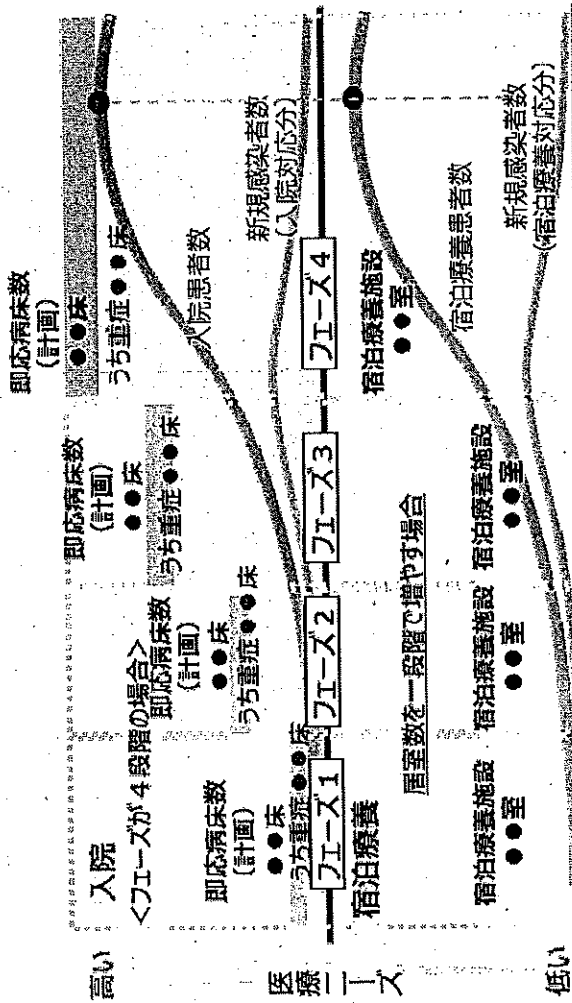 高い
医療ニーズ
低い
入院
<フェーズが4段階の場合>
即応病床数
(計画)
●●床
うち重症●●床
即応病床数
(計画)
●●床
うち重症●●床
即応病床数
(計画)
●●床
うち重症●●床
即応病床数
(計画)
●●床
うち重症●●床
入院患者数
新規感染者数
(入院対応分)
フェーズ1
フェーズ2
フェーズ3
フェーズ4
宿泊療養
居室数を一段階で増やす場合
宿泊療養施設
●●室
宿泊療養施設
●●室
宿泊療養施設
●●室
宿泊療養施設
●●室
宿泊療養患者数
新規感染者数
(宿泊療養対応分)